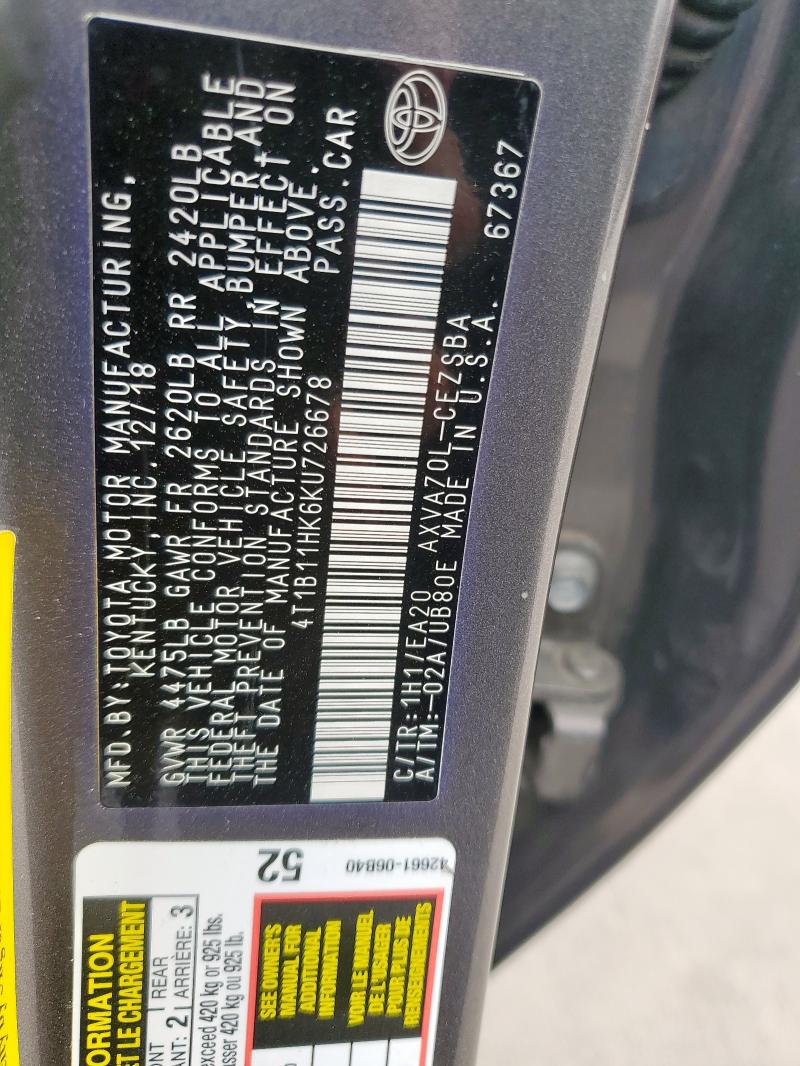 MFD.BY:TOYOTA MOTOR MANUFACTURING,
KENTUCKY, INC. 12/18
GVWR 4475LB GAWR FR 2620LB RR 2420LB
THIS VEHICLE CONFORMS TO ALL APPLICABLE
FEDERAL MOTOR VEHICLE SAFETY, BUMPER, AND
THEFT PREVENTION STANDARDS IN EFFECT ON
THE DATE OF MANUFACTURE SHOWN ABOVE.
4T1B11HK6KU726678 PASS.CAR
C/TR:1H1/EA20 AXVA70L-CEZSBA
A/TM:-02A/UB80E MADE IN U.S.A. 67367
52
42661-06B40
ORMATION
ET LE CHARGEMENT
REAR
ANT: 2 ARRIÈRE: 3
exceed 420 kg or 925 lbs.
asser 420 kg ou 925 lb.
SEE OWNER'S
MANUAL FOR
ADDITIONAL
INFORMATION
VOIR LE MANUEL
DE L'USAGER
POUR PLUS DE
RENSEIGNEMENTS